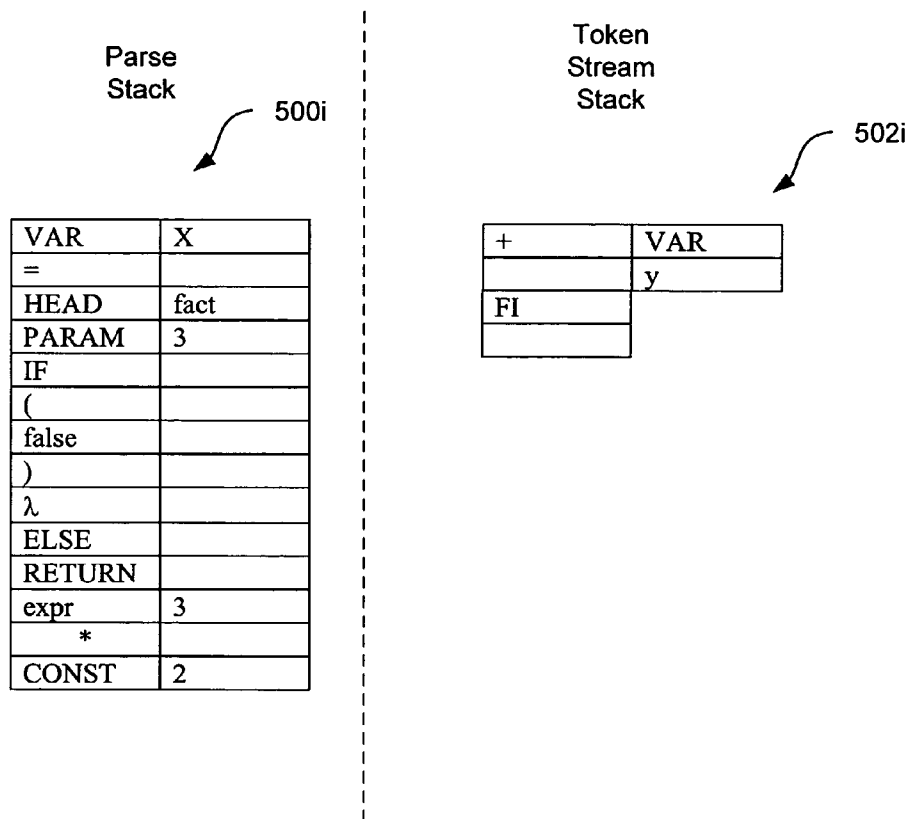 Parse
Stack
500i
VAR X
=
HEAD fact
PARAM 3
IF
(
false
)
λ
ELSE
RETURN
expr 3
*
CONST 2
Token
Stream
Stack
502i
+ VAR
y
FI